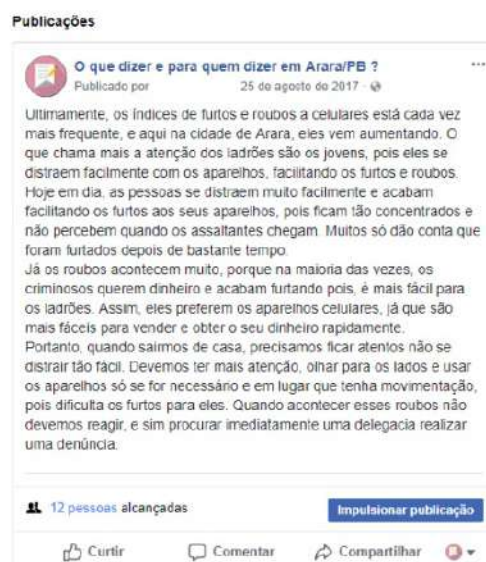 Publicações
O que dizer e para quem dizer em Arara/PB ?
Publicado por 25 de agosto de 2017 ·
Ultimamente, os índices de furtos e roubos a celulares está cada vez
mais frequente, e aqui na cidade de Arara, eles vem aumentando. O
que chama mais a atenção dos ladrões são os jovens, pois eles se
distraem facilmente com os aparelhos, facilitando os furtos e roubos.
Hoje em dia, as pessoas se distraem muito facilmente e acabam
facilitando os furtos aos seus aparelhos, pois ficam tão concentrados e
não percebem quando os assaltantes chegam. Muitos só dão conta que
foram furtados depois de bastante tempo.
Já os roubos acontecem muito, porque na maioria das vezes, os
criminosos querem dinheiro e acabam furtando pois, é mais fácil para
os ladrões. Assim, eles preferem os aparelhos celulares, já que são
mais fáceis para vender e obter o seu dinheiro rapidamente.
Portanto, quando sairmos de casa, precisamos ficar atentos não se
distrair tão fácil. Devemos ter mais atenção, olhar para os lados e usar
os aparelhos só se for necessário e em lugar que tenha movimentação,
pois dificulta os furtos para eles. Quando acontecer esses roubos não
devemos reagir, e sim procurar imediatamente uma delegacia realizar
uma denúncia.
12 pessoas alcançadas Impulsionar publicação
Curtir Comentar Compartilhar